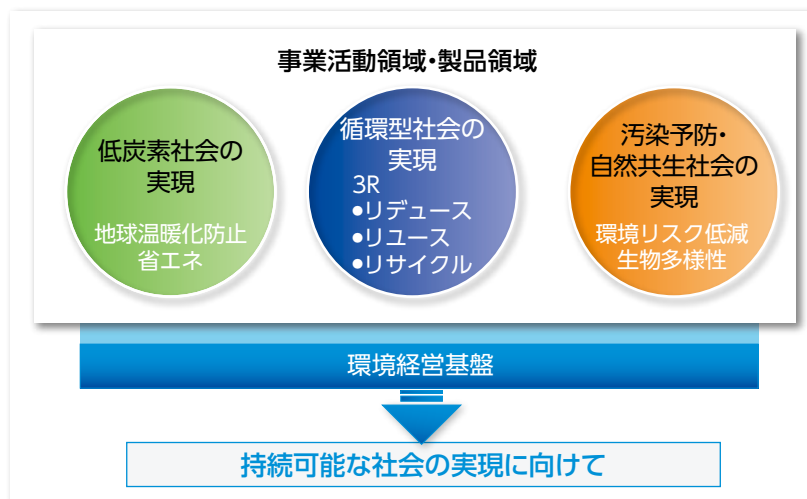 事業活動領域・製品領域
低炭素社会の
実現
地球温暖化防止
省エネ
循環型社会の
実現
3R
●リデュース
●リユース
●リサイクル
汚染予防・
自然共生社会の
実現
環境リスク低減
生物多様性
環境経営基盤
持続可能な社会の実現に向けて